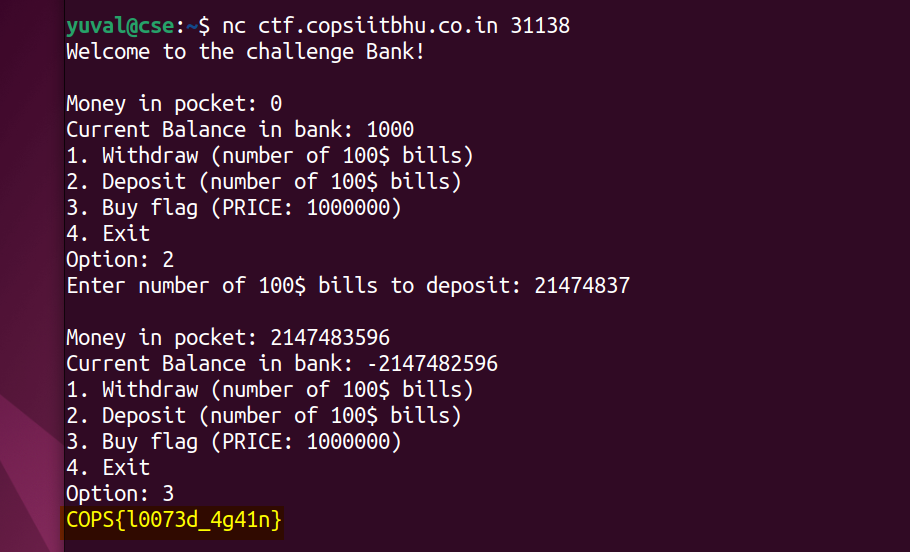 yuval@cse:~$ nc ctf.copsiitbhu.co.in 31138
Welcome to the challenge Bank!
Money in pocket: 0
Current Balance in bank: 1000
1. Withdraw (number of 100$ bills)
2. Deposit (number of 100$ bills)
3. Buy flag (PRICE: 1000000)
4. Exit
Option: 2
Enter number of 100$ bills to deposit: 21474837
Money in pocket: 2147483596
Current Balance in bank: -2147482596
1. Withdraw (number of 100$ bills)
2. Deposit (number of 100$ bills)
3. Buy flag (PRICE: 1000000)
4. Exit
Option: 3
COPS{l0073d_4g41n}